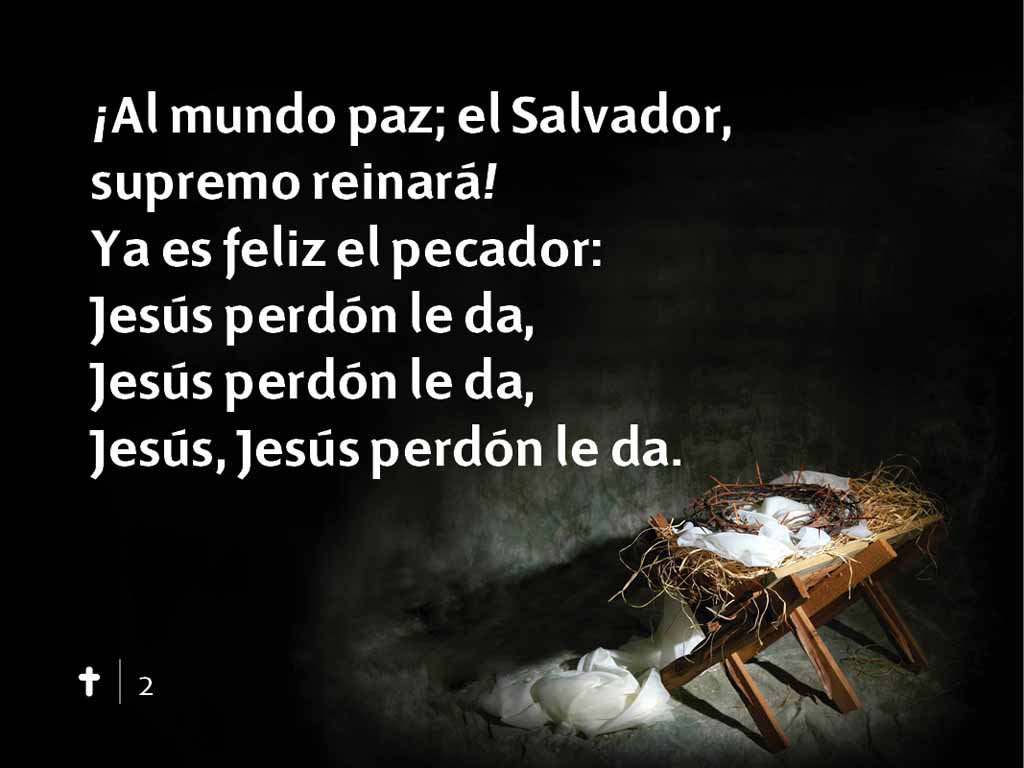 ¡Al mundo paz; el Salvador,
supremo reinará!
Ya es feliz el pecador:
Jesús perdón le da,
Jesús perdón le da,
Jesús, Jesús perdón le da.
2